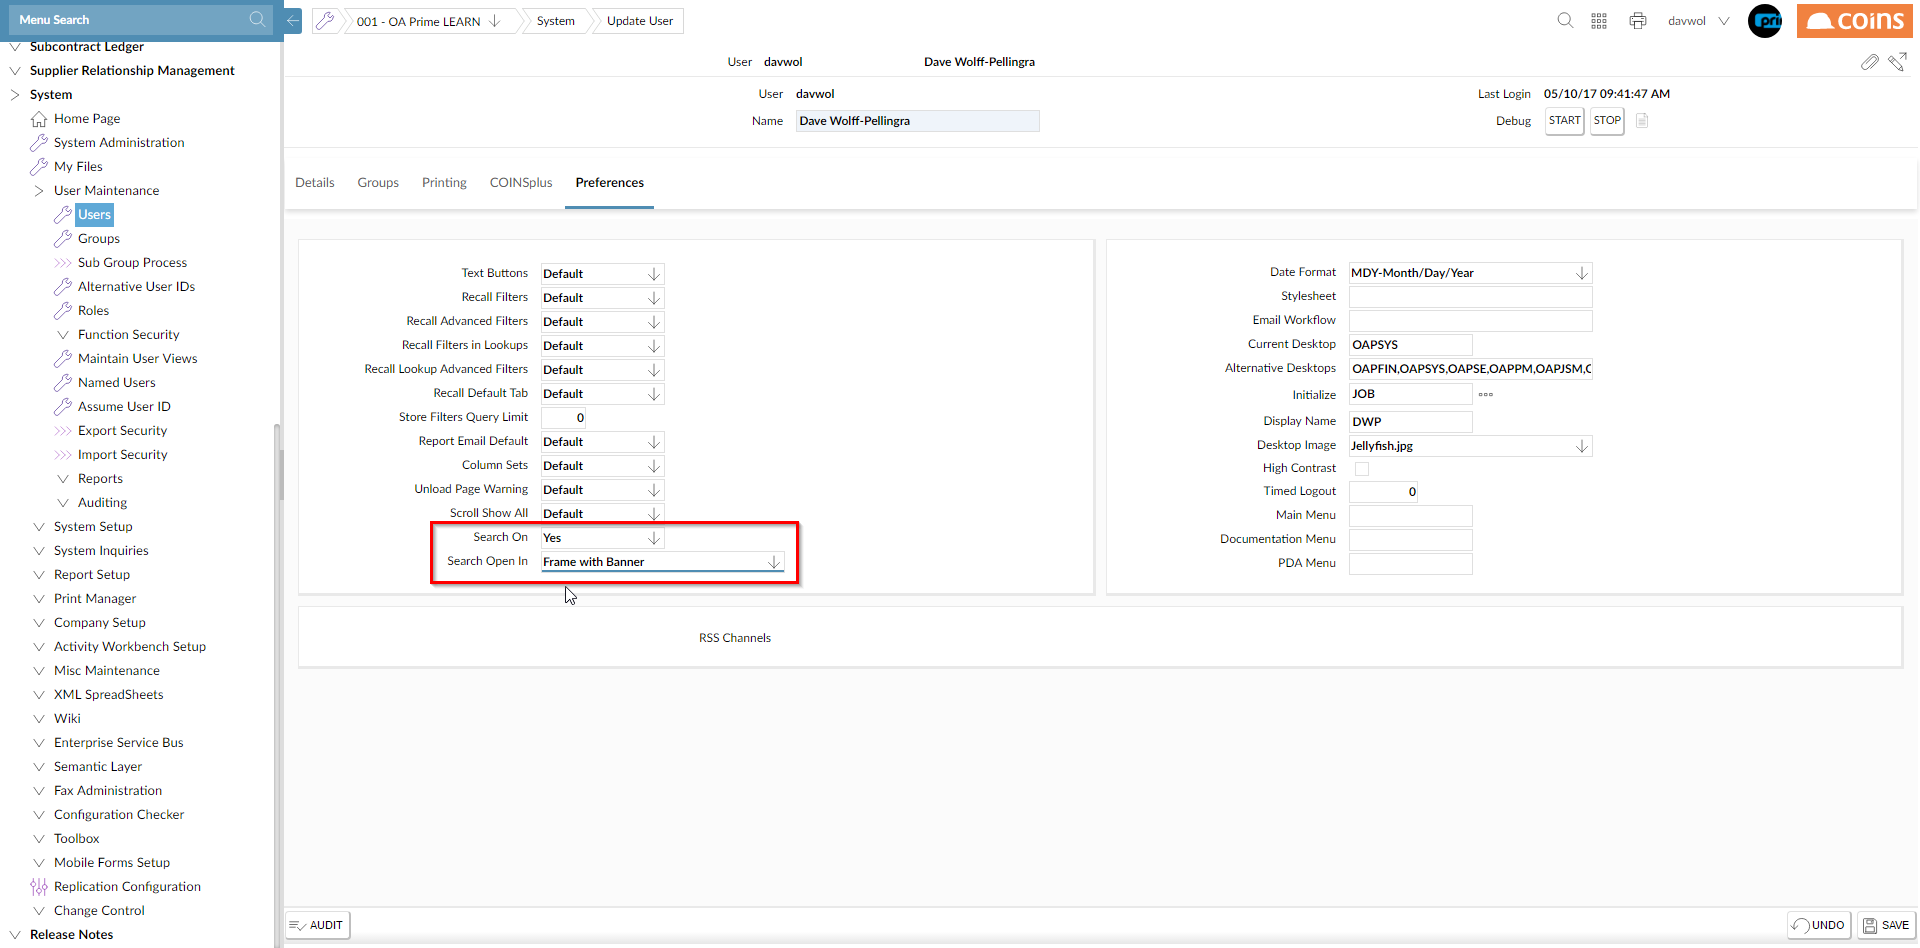 Menu Search
001 - OA Prime LEARN
System
Update User
davwol
pri
coins
Subcontract Ledger
Supplier Relationship Management
System
Home Page
System Administration
My Files
User Maintenance
Users
Groups
Sub Group Process
Alternative User IDs
Roles
Function Security
Maintain User Views
Named Users
Assume User ID
Export Security
Import Security
Reports
Auditing
System Setup
System Inquiries
Report Setup
Print Manager
Company Setup
Activity Workbench Setup
Misc Maintenance
XML SpreadSheets
Wiki
Enterprise Service Bus
Semantic Layer
Fax Administration
Configuration Checker
Toolbox
Mobile Forms Setup
Replication Configuration
Change Control
Release Notes
User davwol Dave Wolff-Pellingra
User davwol
Name Dave Wolff-Pellingra
Last Login 05/10/17 09:41:47 AM
Debug START STOP
Details Groups Printing COINSplus Preferences
Text Buttons Default
Recall Filters Default
Recall Advanced Filters Default
Recall Filters in Lookups Default
Recall Lookup Advanced Filters Default
Recall Default Tab Default
Store Filters Query Limit 0
Report Email Default Default
Column Sets Default
Unload Page Warning Default
Scroll Show All Default
Search On Yes
Search Open In Frame with Banner
Date Format MDY-Month/Day/Year
Stylesheet
Email Workflow
Current Desktop OAPSYS
Alternative Desktops OAPFIN,OAPSYS,OAPSE,OAPPM,OAPJSM,
Initialize JOB
Display Name DWP
Desktop Image Jellyfish.jpg
High Contrast
Timed Logout 0
Main Menu
Documentation Menu
PDA Menu
RSS Channels
AUDIT
UNDO
SAVE